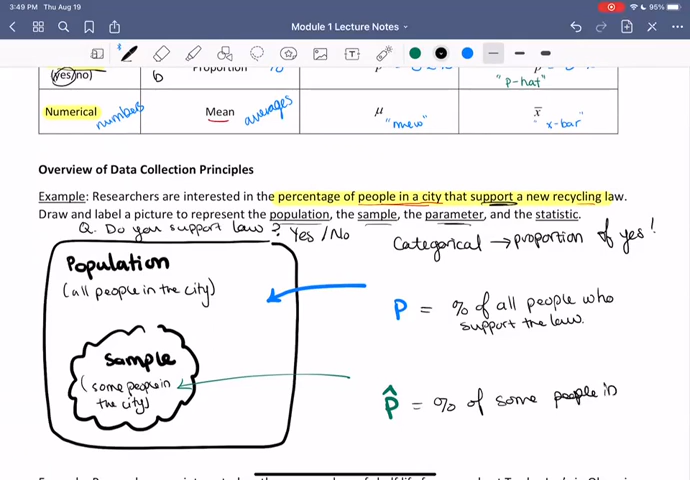 3:49 PM Thu Aug 19
95%
Module 1 Lecture Notes
(yes/no) Proportion
"p-hat"
Numerical numbers Mean averages μ "mew" x̄ "x-bar"
Overview of Data Collection Principles
Example: Researchers are interested in the percentage of people in a city that support a new recycling law.
Draw and label a picture to represent the population, the sample, the parameter, and the statistic.
Q. Do you support law? Yes/No
Categorical → proportion of yes!
Population
(all people in the city)
P = % of all people who
support the law.
Sample
(some people in
the city)
P̂ = % of some people in